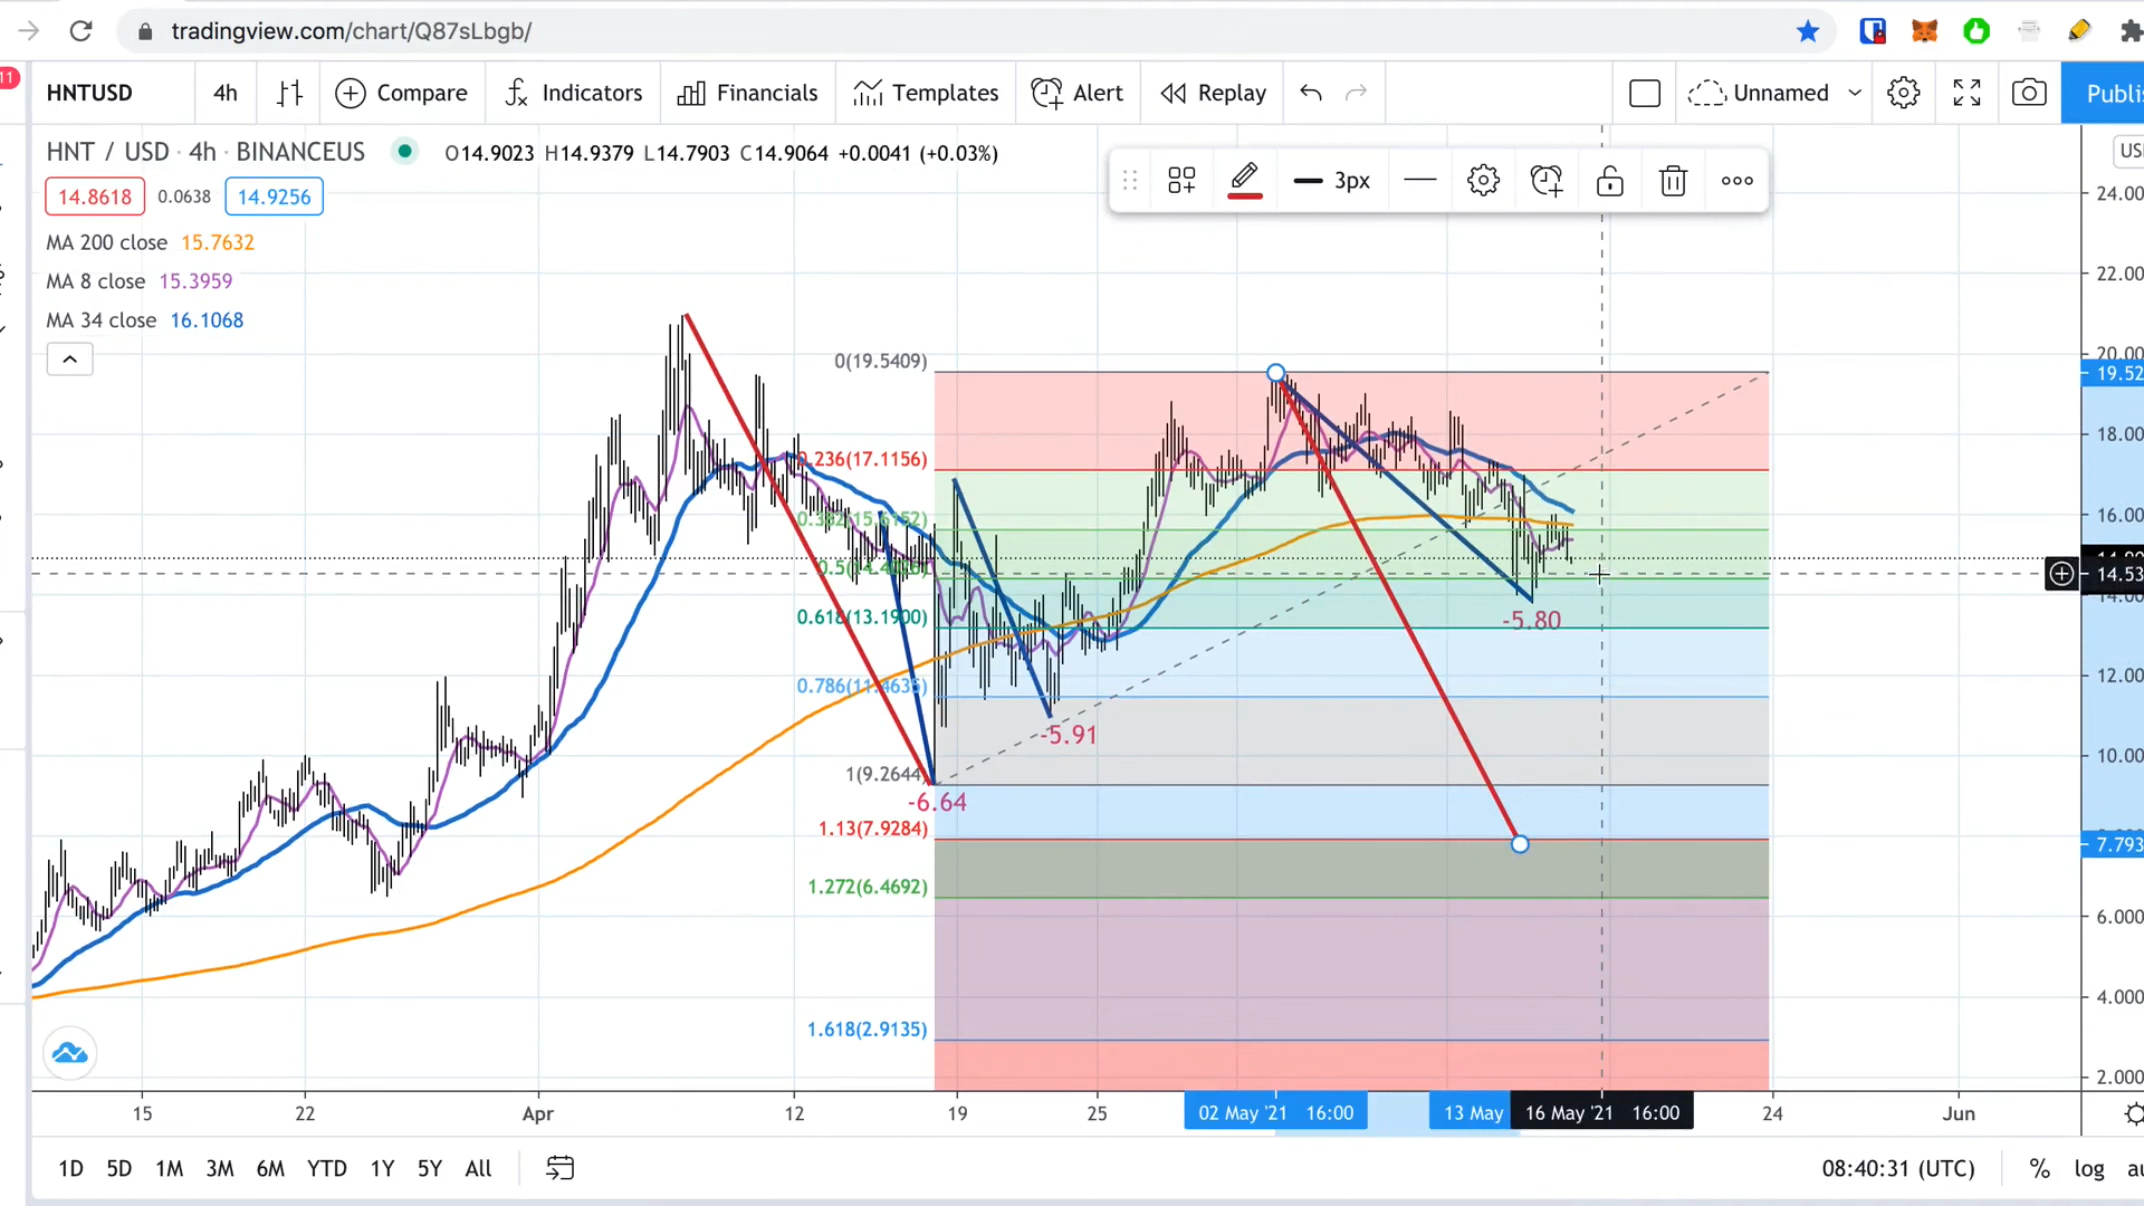 tradingview.com/chart/Q87sLbgb/
11
HNTUSD 4h Compare Indicators Financials Templates Alert Replay Unnamed
HNT / USD · 4h · BINANCEUS O14.9023 H14.9379 L14.7903 C14.9064 +0.0041 (+0.03%)
14.8618 0.0638 14.9256
MA 200 close 15.7632
MA 8 close 15.3959
MA 34 close 16.1068
3px
24.00
22.00
20.00
19.52
18.00
16.00
14.53
12.00
10.00
7.793
6.000
4.000
2.000
0(19.5409)
0.236(17.1156)
0.618(13.1900)
1(9.2644)
-6.64
-5.91
-5.80
1.13(7.9284)
1.272(6.4692)
1.618(2.9135)
15 22 Apr 12 19 25 02 May '21 16:00 13 May 16 May '21 16:00 24 Jun
1D 5D 1M 3M 6M YTD 1Y 5Y All 08:40:31 (UTC) % log